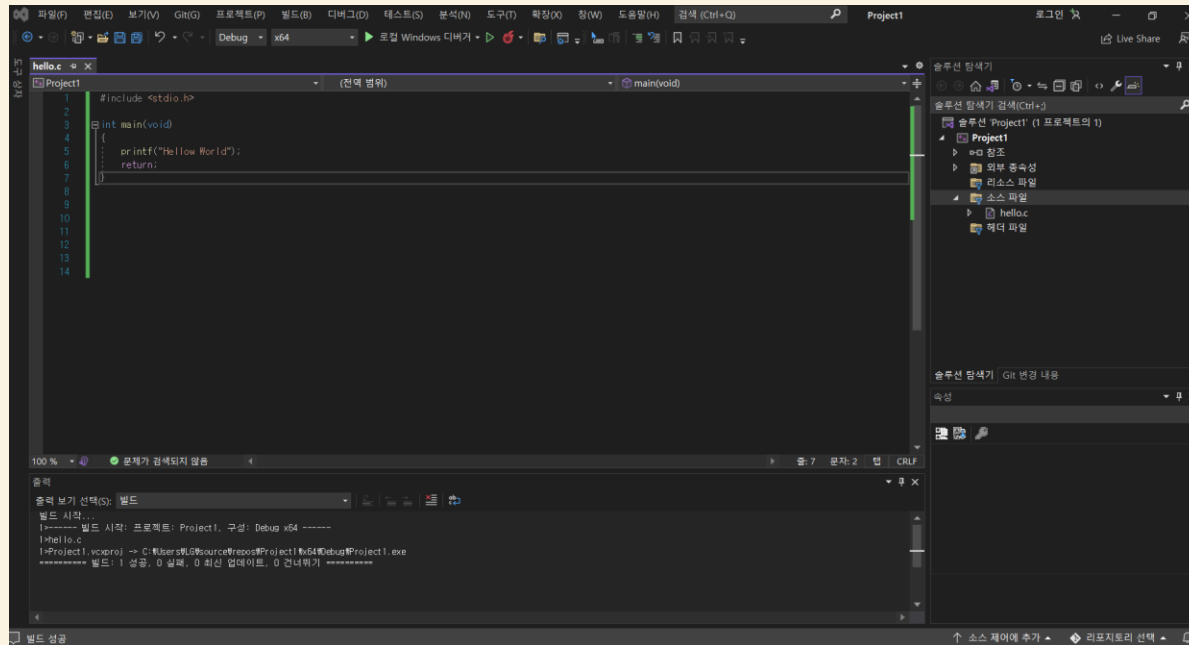 파일(F) 편집(E) 보기(V) Git(G) 프로젝트(P) 빌드(B) 디버그(D) 테스트(S) 분석(N) 도구(T) 확장(X) 창(W) 도움말(H) 검색 (Ctrl+Q) Project1 로그인
Debug x64 로컬 Windows 디버거 Live Share
도구 상자
hello.c
Project1 (전역 범위) main(void)
1 #include <stdio.h>
2
3 int main(void)
4 {
5 printf("Hellow World");
6 return;
7 }
8
9
10
11
12
13
14
100 % 문제가 검색되지 않음 줄: 7 문자: 2 탭 CRLF
출력
출력 보기 선택(S): 빌드
빌드 시작...
1>------ 빌드 시작: 프로젝트: Project1, 구성: Debug x64 ------
1>hello.c
1>Project1.vcxproj -> C:₩Users₩LG₩source₩repos₩Project1₩x64₩Debug₩Project1.exe
========== 빌드: 1 성공, 0 실패, 0 최신 업데이트, 0 건너뛰기 ==========
솔루션 탐색기
솔루션 탐색기 검색(Ctrl+;)
솔루션 'Project1' (1 프로젝트의 1)
Project1
참조
외부 종속성
리소스 파일
소스 파일
hello.c
헤더 파일
솔루션 탐색기 Git 변경 내용
속성
빌드 성공 소스 제어에 추가 리포지토리 선택